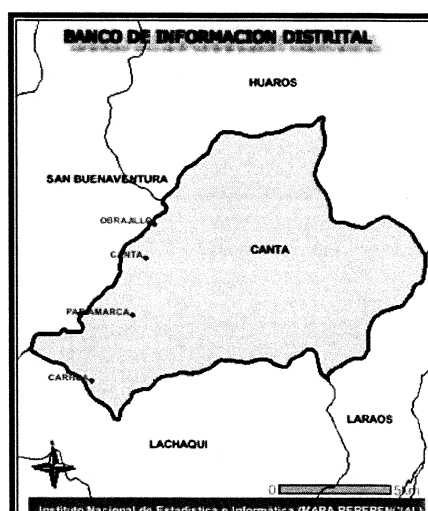 BANCO DE INFORMACION DISTRITAL
HUAROS
SAN BUENAVENTURA
OBRAJILLO
CANTA
CANTA
PARIAMARCA
CARHUA
LARAOS
LACHAQUI
0 5km
Instituto Nacional de Estadística e Informática (MAPA REFERENCIAL)